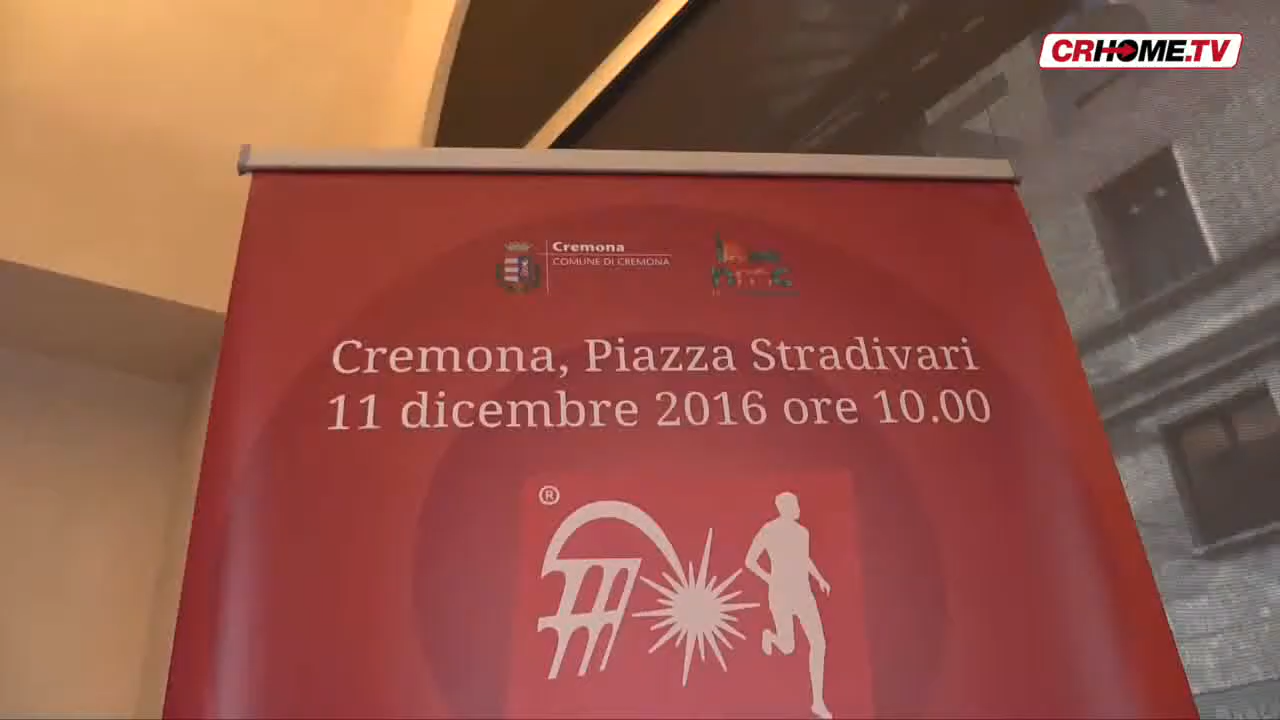 CRHOME.TV
Cremona
COMUNE DI CREMONA
Cremona, Piazza Stradivari
11 dicembre 2016 ore 10.00
®